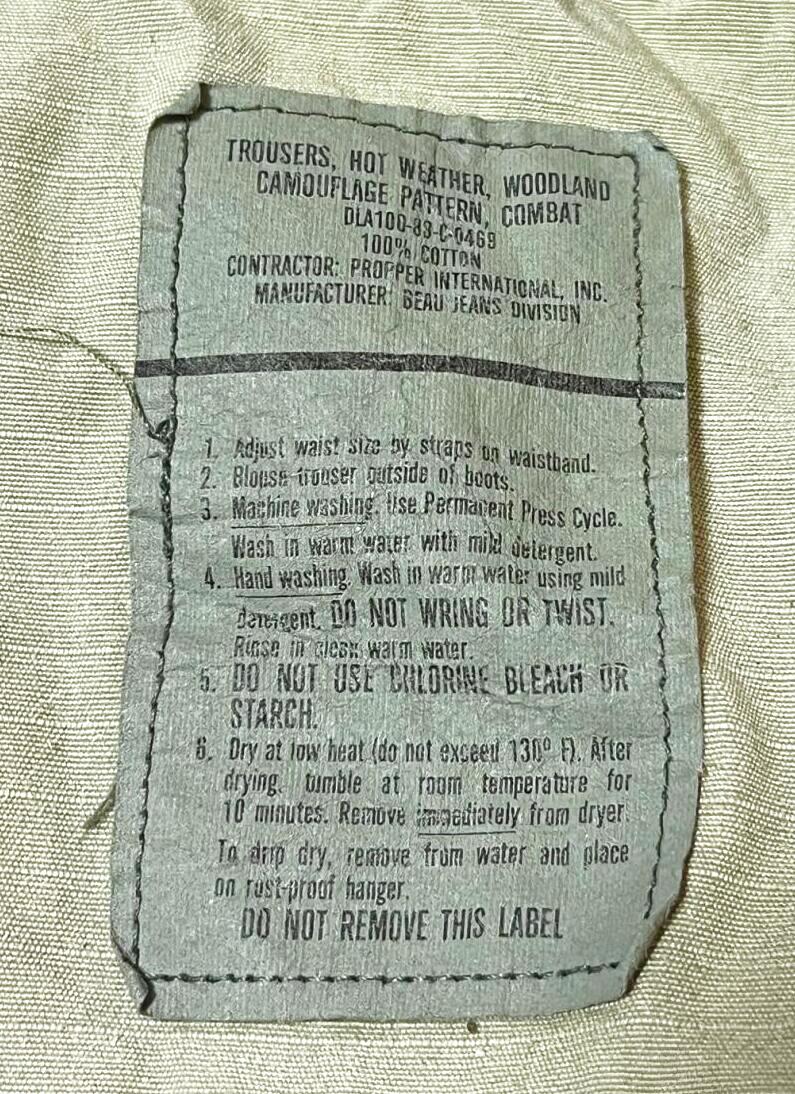 TROUSERS, HOT WEATHER, WOODLAND
CAMOUFLAGE PATTERN, COMBAT
DLA100-83-C-0469
100% COTTON
CONTRACTOR: PROPPER INTERNATIONAL, INC.
MANUFACTURER: BEAU JEANS DIVISION
1. Adjust waist size by straps on waistband.
2. Blouse trouser outside of boots.
3. Machine washing. Use Permanent Press Cycle.
Wash in warm water with mild detergent.
4. Hand washing. Wash in warm water using mild
detergent. DO NOT WRING OR TWIST.
Rinse in clean warm water.
5. DO NOT USE CHLORINE BLEACH OR
STARCH.
6. Dry at low heat (do not exceed 130° F). After
drying, tumble at room temperature for
10 minutes. Remove immediately from dryer.
To drip dry, remove from water and place
on rust-proof hanger.
DO NOT REMOVE THIS LABEL